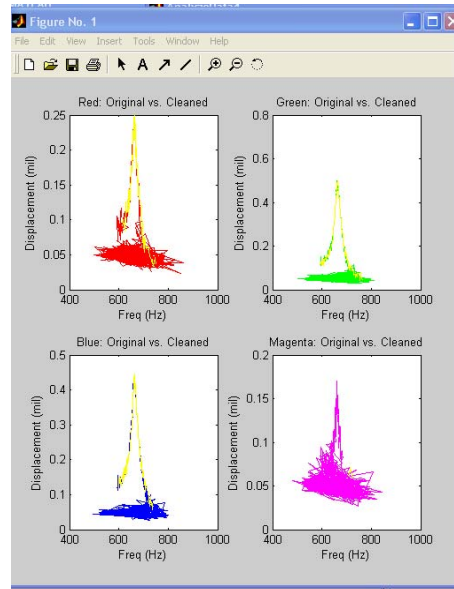 Figure No. 1
File Edit View Insert Tools Window Help
A
Red: Original vs. Cleaned
0.25
0.2
0.15
0.1
0.05
0
Displacement (mil)
400 600 800 1000
Freq (Hz)
Green: Original vs. Cleaned
0.8
0.6
0.4
0.2
0
Displacement (mil)
400 600 800 1000
Freq (Hz)
Blue: Original vs. Cleaned
0.5
0.4
0.3
0.2
0.1
0
Displacement (mil)
400 600 800 1000
Freq (Hz)
Magenta: Original vs. Cleaned
0.2
0.15
0.1
0.05
0
Displacement (mil)
400 600 800 1000
Freq (Hz)